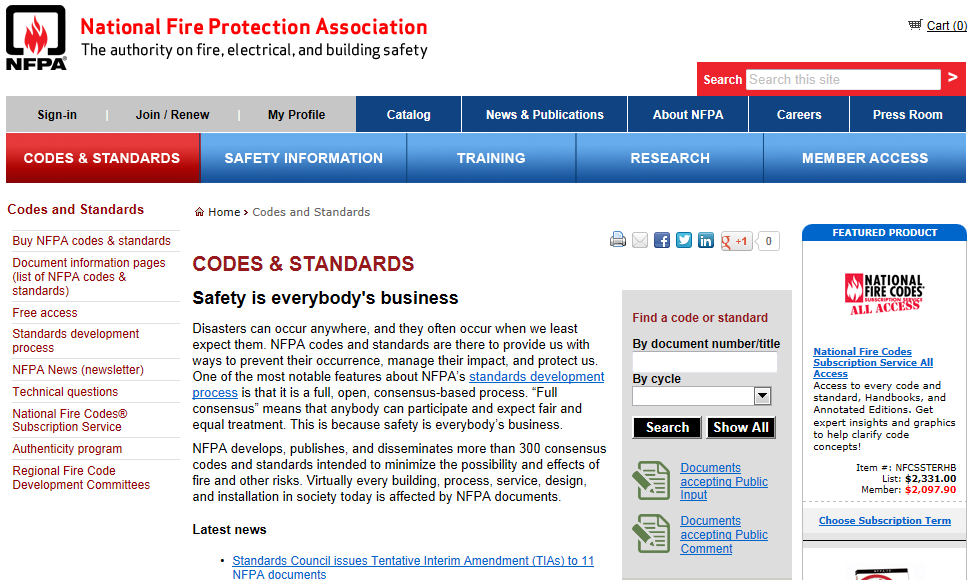 NFPA®
National Fire Protection Association
The authority on fire, electrical, and building safety
Cart (0)
Search
Search this site
>
Sign-in
Join / Renew
My Profile
Catalog
News & Publications
About NFPA
Careers
Press Room
CODES & STANDARDS
SAFETY INFORMATION
TRAINING
RESEARCH
MEMBER ACCESS
Codes and Standards
Buy NFPA codes & standards
Document information pages
(list of NFPA codes &
standards)
Free access
Standards development
process
NFPA News (newsletter)
Technical questions
National Fire Codes®
Subscription Service
Authenticity program
Regional Fire Code
Development Committees
Home › Codes and Standards
g +1
0
CODES & STANDARDS
Safety is everybody's business
Disasters can occur anywhere, and they often occur when we least
expect them. NFPA codes and standards are there to provide us with
ways to prevent their occurrence, manage their impact, and protect us.
One of the most notable features about NFPA's standards development
process is that it is a full, open, consensus-based process. “Full
consensus” means that anybody can participate and expect fair and
equal treatment. This is because safety is everybody's business.
NFPA develops, publishes, and disseminates more than 300 consensus
codes and standards intended to minimize the possibility and effects of
fire and other risks. Virtually every building, process, service, design,
and installation in society today is affected by NFPA documents.
Latest news
• Standards Council issues Tentative Interim Amendment (TIAs) to 11
NFPA documents
Find a code or standard
By document number/title
By cycle
Search
Show All
Documents
accepting Public
Input
Documents
accepting Public
Comment
FEATURED PRODUCT
NATIONAL
FIRE CODES
SUBSCRIPTION SERVICE
ALL ACCESS
National Fire Codes
Subscription Service All
Access
Access to every code and
standard, Handbooks, and
Annotated Editions. Get
expert insights and graphics
to help clarify code
concepts!
Item #: NFCSSTERHB
List: $2,331.00
Member: $2,097.90
Choose Subscription Term